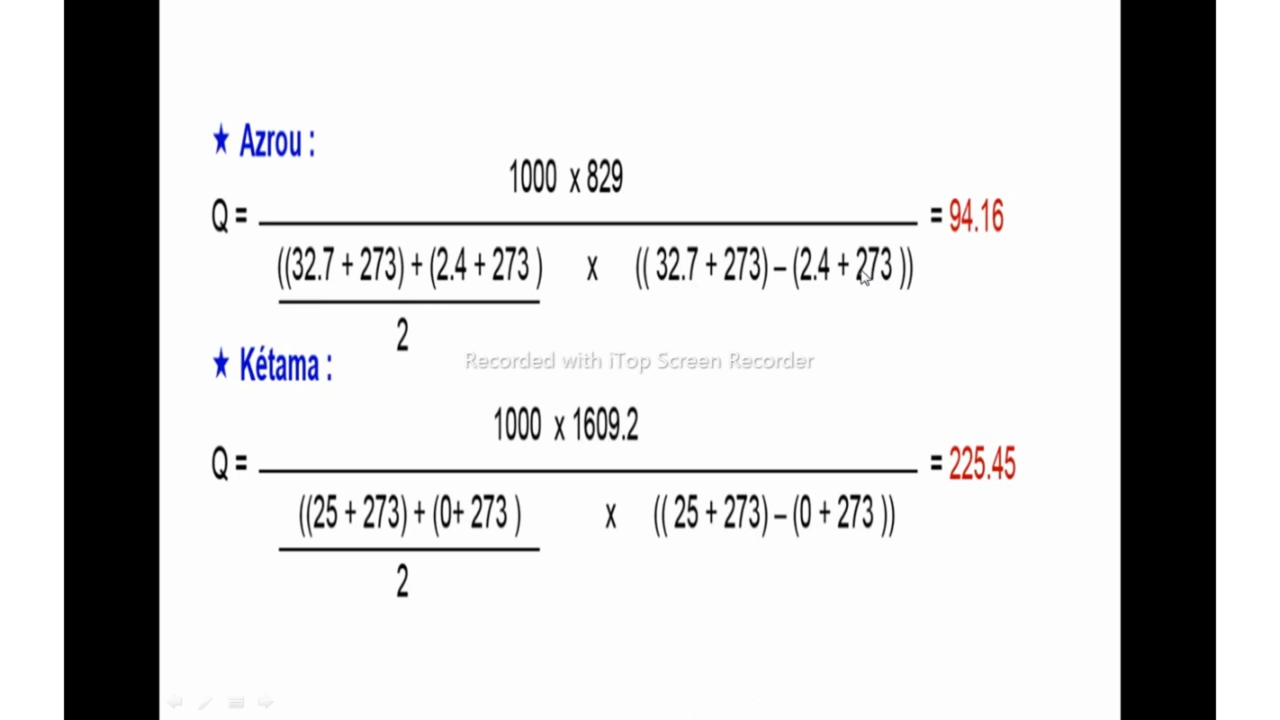 ★ Azrou :
1000 x 829
Q = = 94.16
((32.7 + 273) + (2.4 + 273 ) x (( 32.7 + 273) – (2.4 + 273 ))
2
★ Kétama :
Recorded with iTop Screen Recorder
1000 x 1609.2
Q = = 225.45
((25 + 273) + (0+ 273 ) x (( 25 + 273) – (0 + 273 ))
2